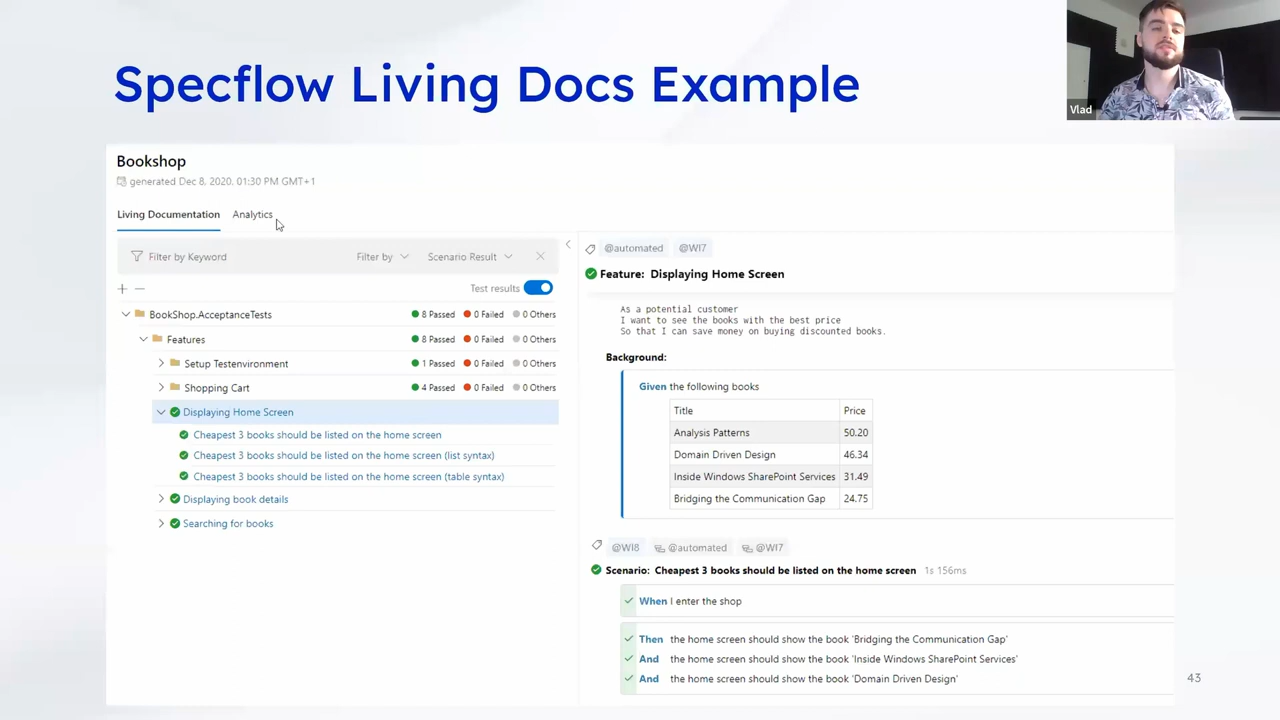 Specflow Living Docs Example
Vlad
Bookshop
generated Dec 8, 2020, 01:30 PM GMT+1
Living Documentation Analytics
Filter by Keyword Filter by Scenario Result
Test results
BookShop.AcceptanceTests 8 Passed 0 Failed 0 Others
Features 8 Passed 0 Failed 0 Others
Setup Testenvironment 1 Passed 0 Failed 0 Others
Shopping Cart 4 Passed 0 Failed 0 Others
Displaying Home Screen
Cheapest 3 books should be listed on the home screen
Cheapest 3 books should be listed on the home screen (list syntax)
Cheapest 3 books should be listed on the home screen (table syntax)
Displaying book details
Searching for books
@automated @WI7
Feature: Displaying Home Screen
As a potential customer
I want to see the books with the best price
So that I can save money on buying discounted books.
Background:
Given the following books
Title Price
Analysis Patterns 50.20
Domain Driven Design 46.34
Inside Windows SharePoint Services 31.49
Bridging the Communication Gap 24.75
@WI8 @automated @WI7
Scenario: Cheapest 3 books should be listed on the home screen 1s 156ms
When I enter the shop
Then the home screen should show the book 'Bridging the Communication Gap'
And the home screen should show the book 'Inside Windows SharePoint Services'
And the home screen should show the book 'Domain Driven Design'
43